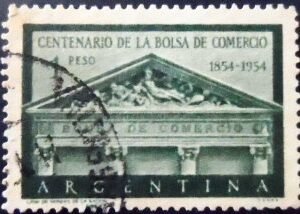 CENTENARIO DE LA BOLSA DE COMERCIO
1 PESO 1854-1954
BOLSA DE COMERCIO
ARGENTINA